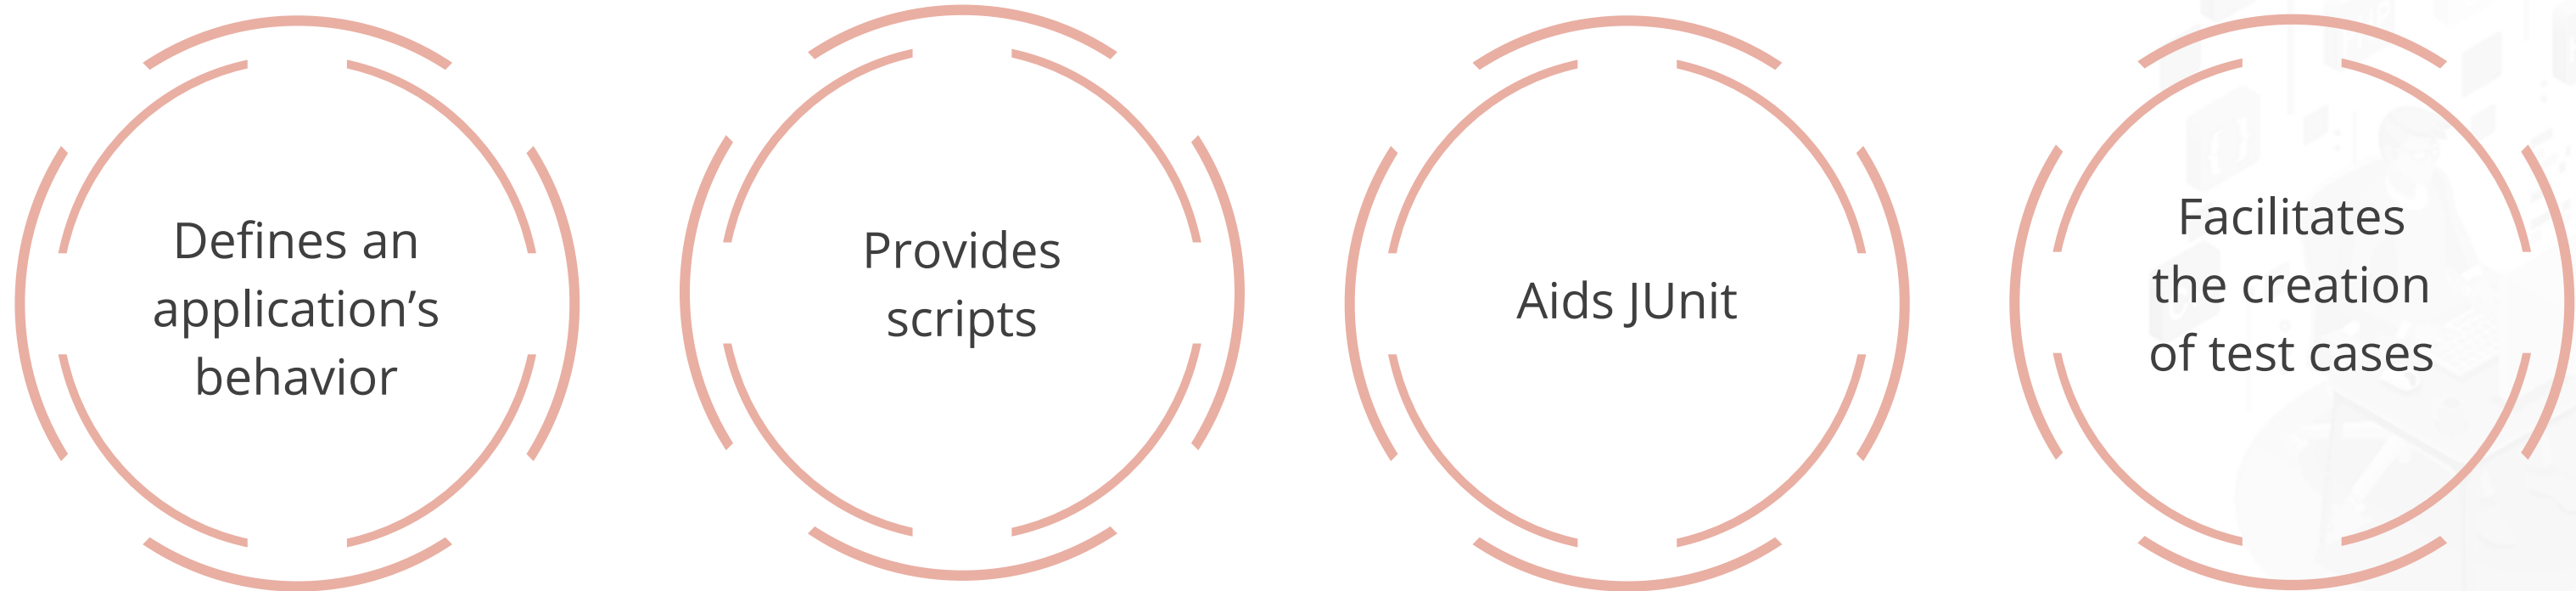 Defines an
application’s
behavior
Provides
scripts
Aids JUnit
Facilitates
the creation
of test cases